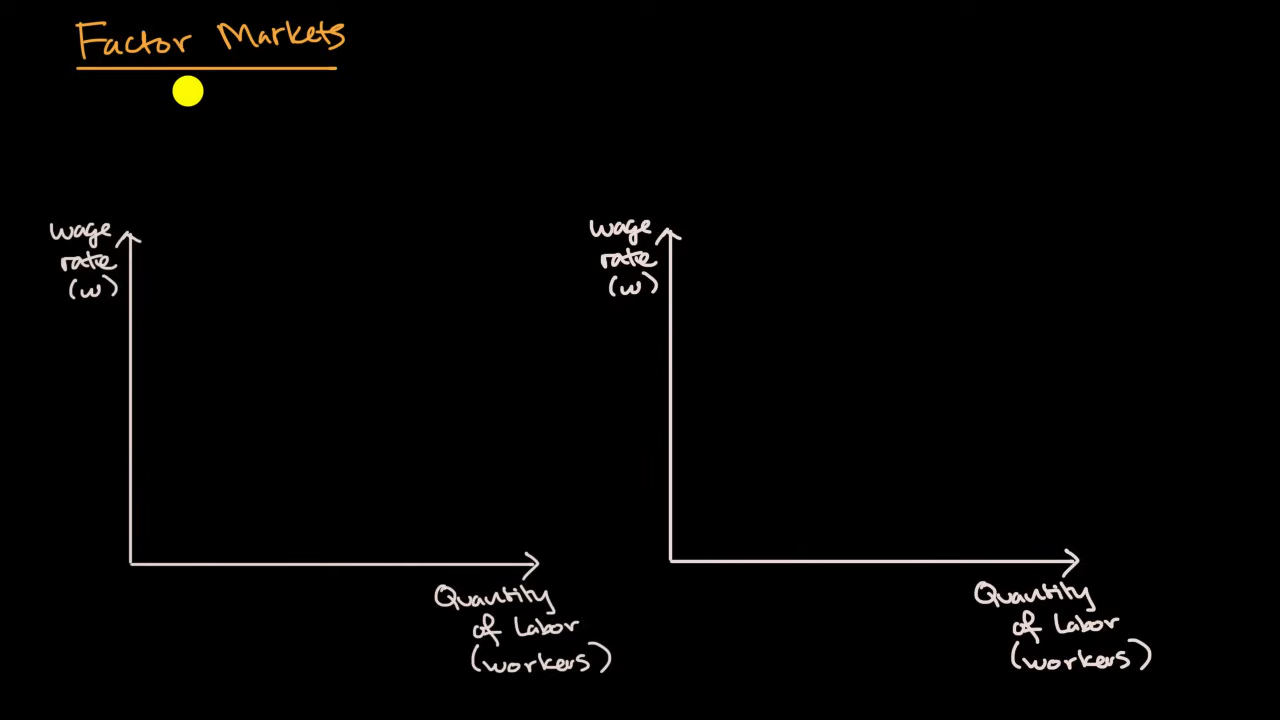 Factor Markets
wage
rate
(w)
Quantity
of Labor
(workers)
wage
rate
(w)
Quantity
of Labor
(workers)